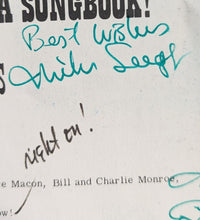 A SONGBOOK!
Best Wishes
S
Mike Seeger
right on!
e Macon, Bill and Charlie Monroe,
ow!